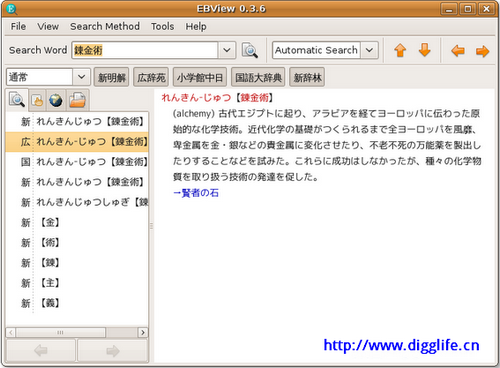 EBView 0.3.6
File View Search Method Tools Help
Search Word 錬金術 Automatic Search
通常 新明解 広辞苑 小学館中日 国語大辞典 新辞林
新 れんきん-じゅつ【錬金術】
広 れんきん-じゅつ【錬金術】
国 れんきん-じゅつ【錬金術】
新 れんきんじゅつ【錬金術】
新 れんきんじゅつしゅぎ【錬
新 【金】
新 【術】
新 【錬】
新 【主】
新 【義】
れんきん-じゅつ【錬金術】
(alchemy) 古代エジプトに起り、アラビアを経てヨーロッパに伝わった原
始的な化学技術。近代化学の基礎がつくられるまで全ヨーロッパを風靡、
卑金属を金・銀などの貴金属に変化させたり、不老不死の万能薬を製出し
たりすることなどを試みた。これらに成功はしなかったが、種々の化学物
質を取り扱う技術の発達を促した。
→賢者の石
http://www.digglife.cn